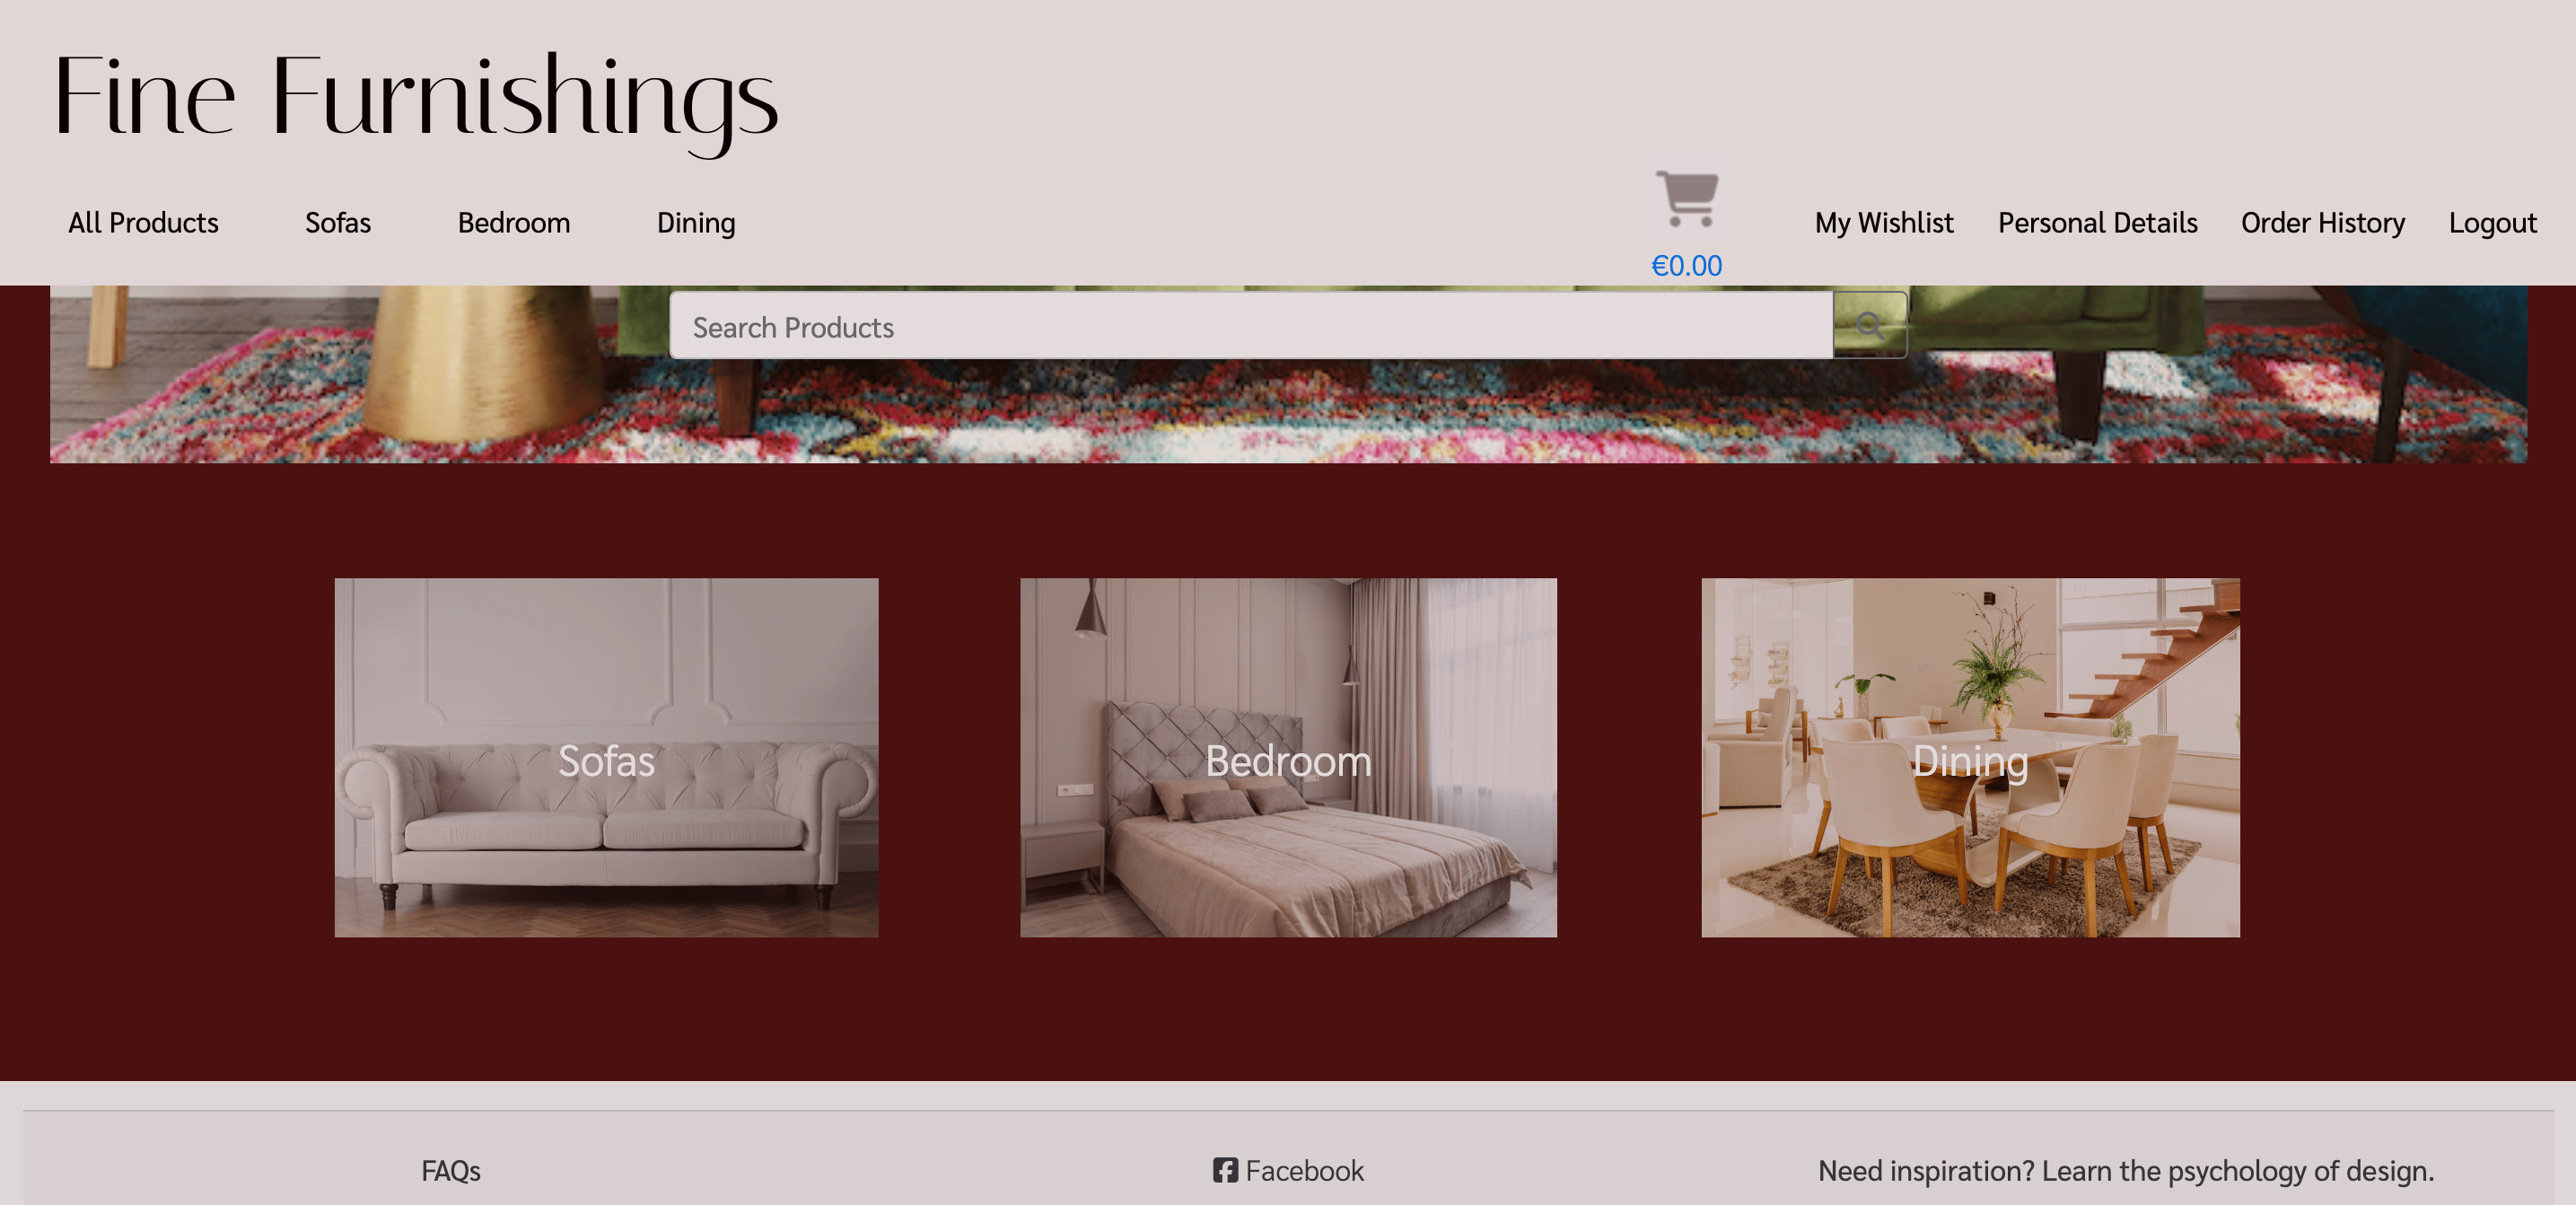 Fine Furnishings
All Products Sofas Bedroom Dining
My Wishlist Personal Details Order History Logout
€0.00
Search Products
Sofas Bedroom Dining
FAQs Facebook Need inspiration? Learn the psychology of design.